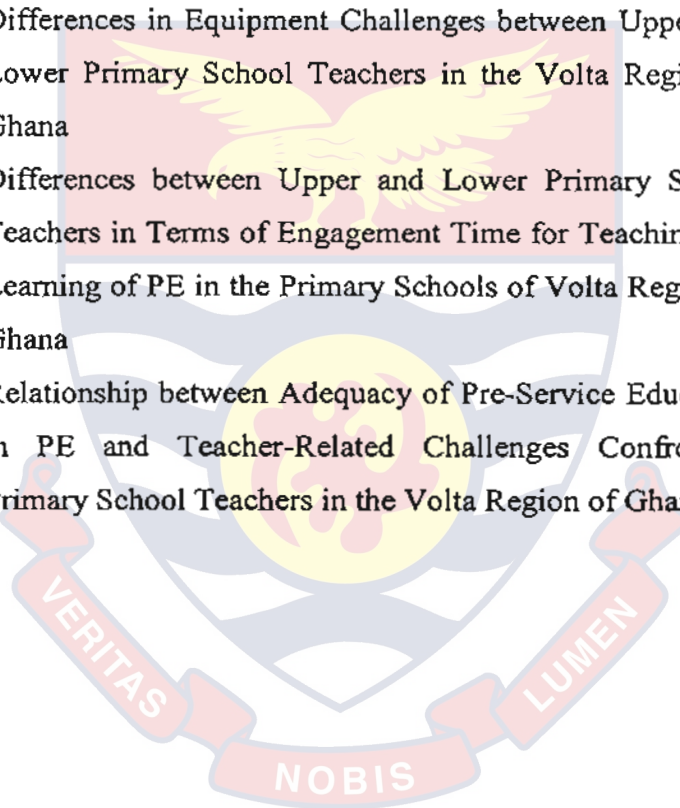 Differences in Equipment Challenges between Uppe
Lower Primary School Teachers in the Volta Regi
Ghana
Differences between Upper and Lower Primary S
Teachers in Terms of Engagement Time for Teachin
Learning of PE in the Primary Schools of Volta Reg
Ghana
Relationship between Adequacy of Pre-Service Edu
n PE and Teacher-Related Challenges Confro
Primary School Teachers in the Volta Region of Gha
VERITAS
NOBIS
LUMEN